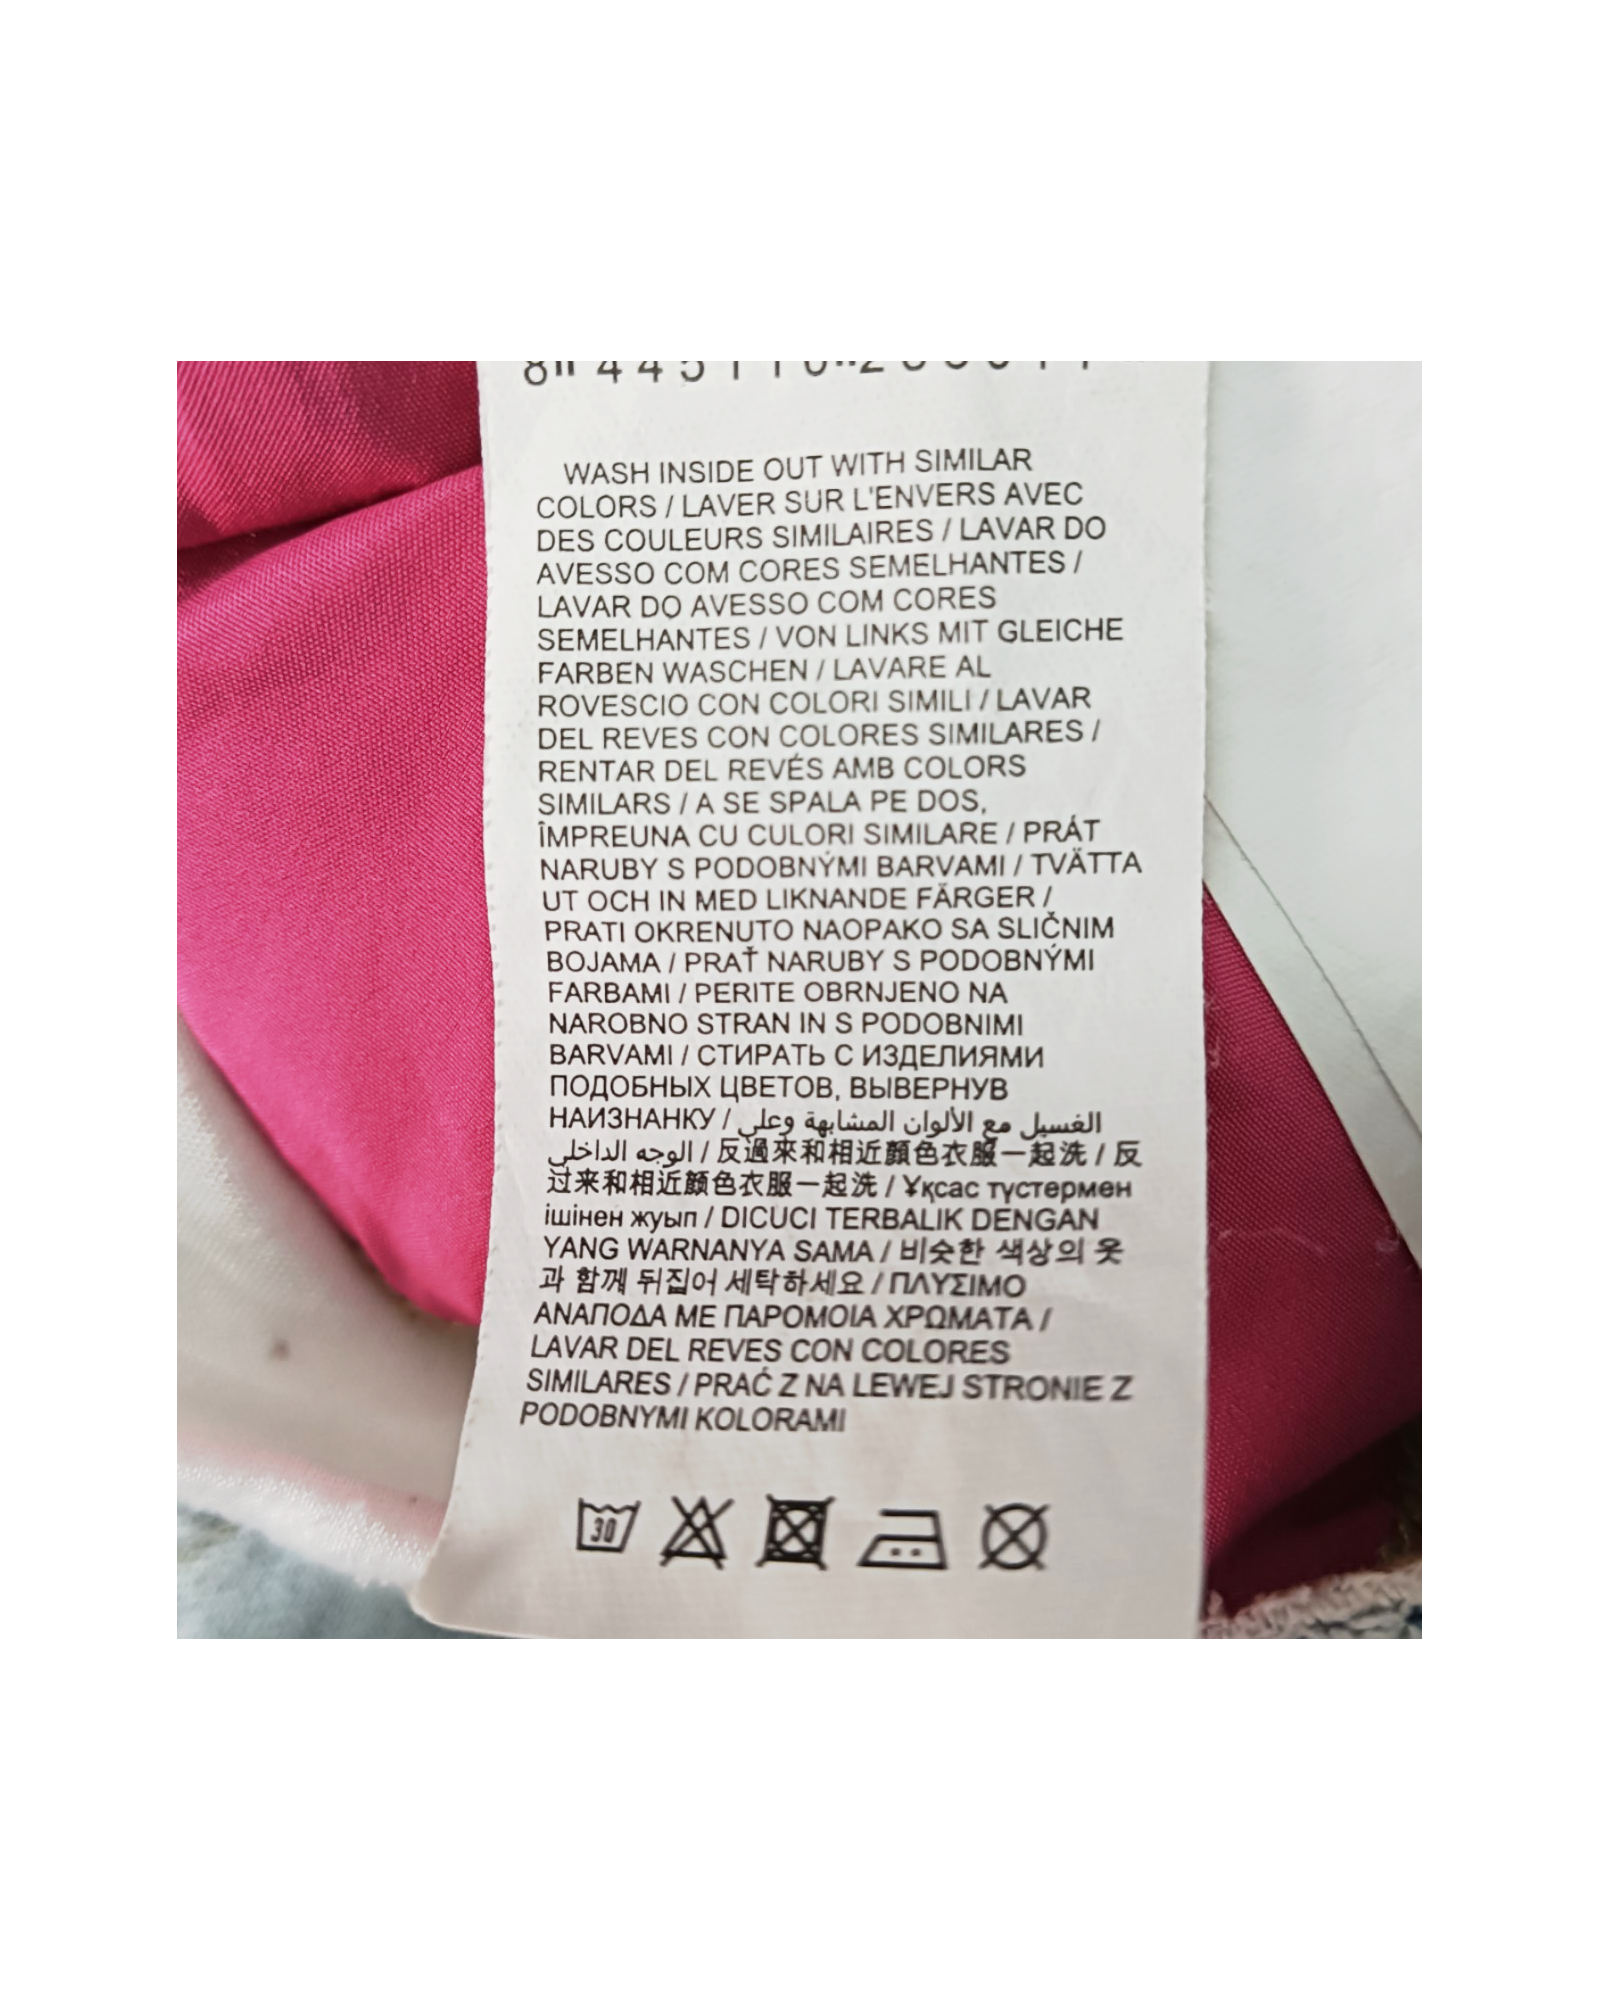 WASH INSIDE OUT WITH SIMILAR
COLORS / LAVER SUR L'ENVERS AVEC
DES COULEURS SIMILAIRES / LAVAR DO
AVESSO COM CORES SEMELHANTES /
LAVAR DO AVESSO COM CORES
SEMELHANTES / VON LINKS MIT GLEICHE
FARBEN WASCHEN / LAVARE AL
ROVESCIO CON COLORI SIMILI / LAVAR
DEL REVES CON COLORES SIMILARES /
RENTAR DEL REVÉS AMB COLORS
SIMILARS / A SE SPALA PE DOS,
ÎMPREUNA CU CULORI SIMILARE / PRÁT
NARUBY S PODOBNÝMI BARVAMI / TVÄTTA
UT OCH IN MED LIKNANDE FÄRGER /
PRATI OKRENUTO NAOPAKO SA SLIČNIM
BOJAMA / PRAŤ NARUBY S PODOBNÝMI
FARBAMI / PERITE OBRNJENO NA
NAROBNO STRAN IN S PODOBNIMI
BARVAMI / СТИРАТЬ С ИЗДЕЛИЯМИ
ПОДОБНЫХ ЦВЕТОВ, ВЫВЕРНУВ
НАИЗНАНКУ / الغسيل مع الألوان المشابهة وعلى
الوجه الداخلي / 反過來和相近顏色衣服一起洗 / 反
过来和相近颜色衣服一起洗 / Ұқсас түстермен
ішінен жуып / DICUCI TERBALIK DENGAN
YANG WARNANYA SAMA / 비슷한 색상의 옷
과 함께 뒤집어 세탁하세요 / ΠΛΥΣΙΜΟ
ΑΝΑΠΟΔΑ ΜΕ ΠΑΡΟΜΟΙΑ ΧΡΩΜΑΤΑ /
LAVAR DEL REVES CON COLORES
SIMILARES / PRAĆ Z NA LEWEJ STRONIE Z
PODOBNYMI KOLORAMI
30